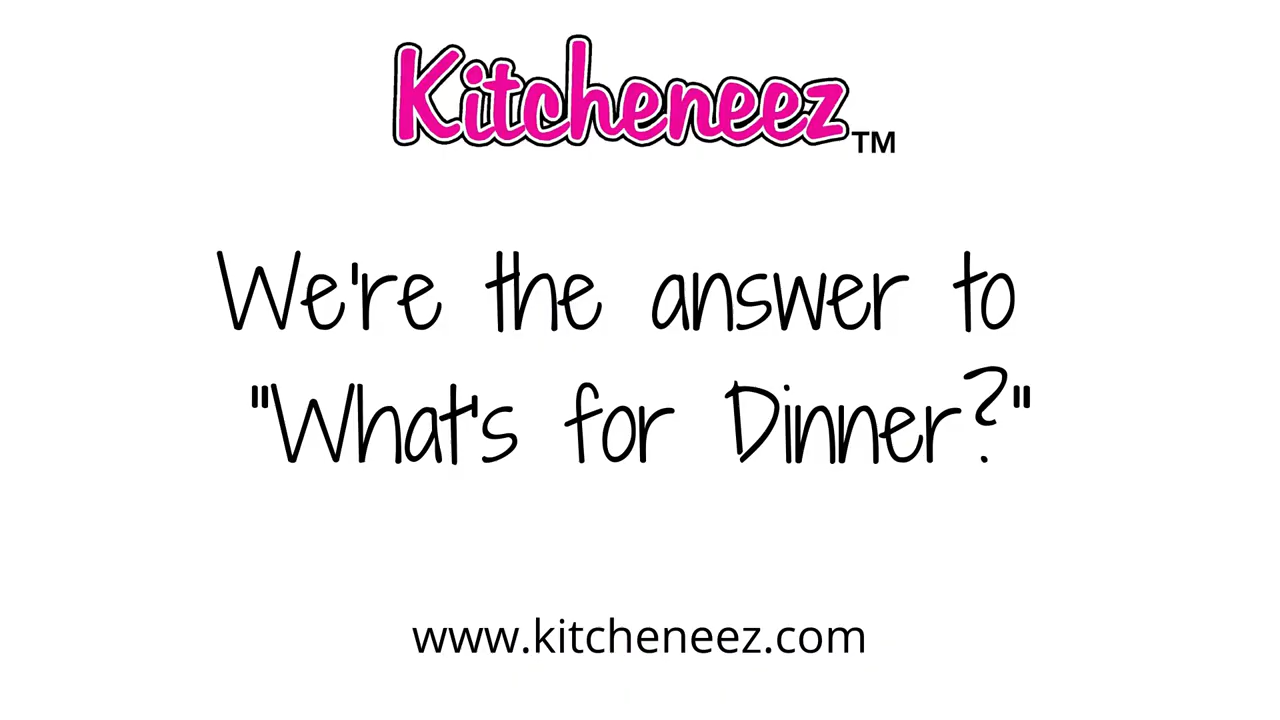 Kitcheneez™
We're the answer to
"What's for Dinner?"
www.kitcheneez.com